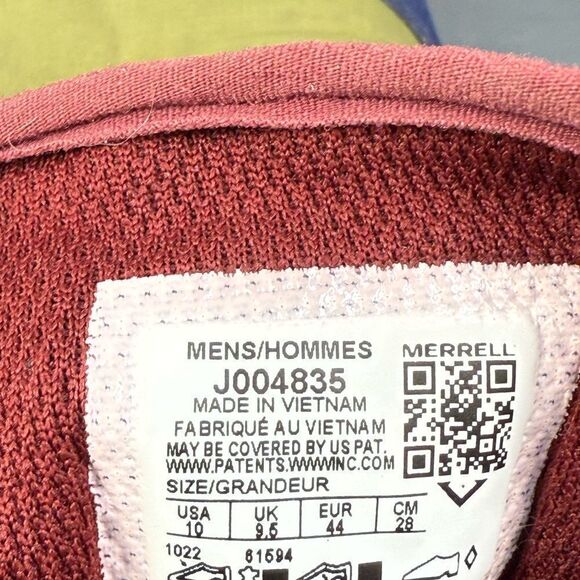 MENS/HOMMES MERRELL
J004835
MADE IN VIETNAM
FABRIQUÉ AU VIETNAM
MAY BE COVERED BY US PAT.
WWW.PATENTS.WWWINC.COM
SIZE/GRANDEUR
USA UK EUR CM
10 9.5 44 28
1022 61594